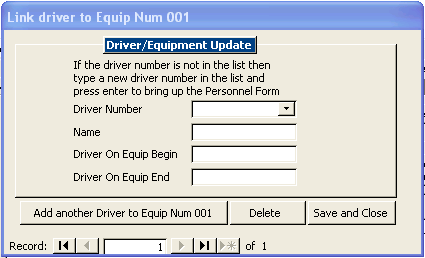 Link driver to Equip Num 001
Driver/Equipment Update
If the driver number is not in the list then
type a new driver number in the list and
press enter to bring up the Personnel Form
Driver Number
Name
Driver On Equip Begin
Driver On Equip End
Add another Driver to Equip Num 001 Delete Save and Close
Record: 1 of 1